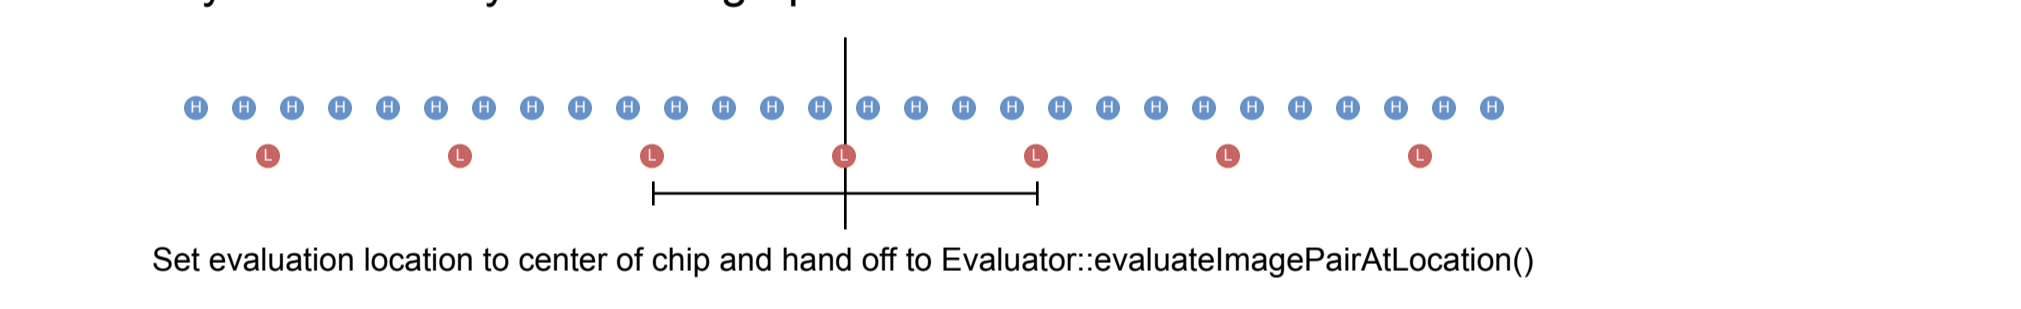 H H H H H H H H H H H H H H H H H H H H H H H H H H H H
L L L L L L L
Set evaluation location to center of chip and hand off to Evaluator::evaluateImagePairAtLocation()